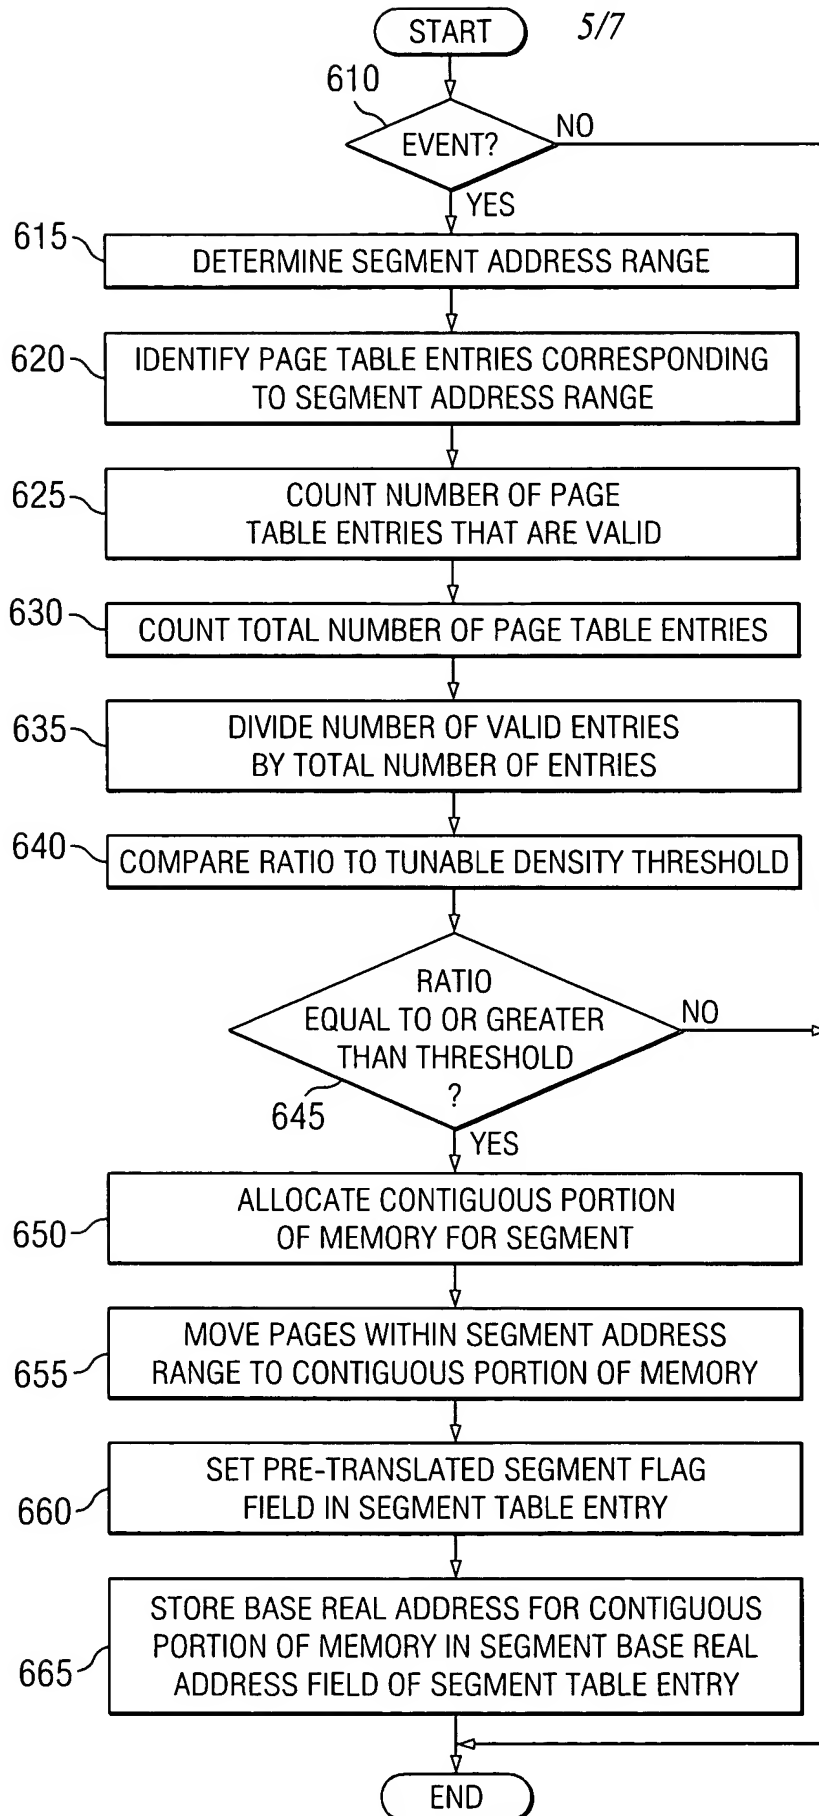 START
5/7
610
EVENT?
NO
YES
615
DETERMINE SEGMENT ADDRESS RANGE
620
IDENTIFY PAGE TABLE ENTRIES CORRESPONDING
TO SEGMENT ADDRESS RANGE
625
COUNT NUMBER OF PAGE
TABLE ENTRIES THAT ARE VALID
630
COUNT TOTAL NUMBER OF PAGE TABLE ENTRIES
635
DIVIDE NUMBER OF VALID ENTRIES
BY TOTAL NUMBER OF ENTRIES
640
COMPARE RATIO TO TUNABLE DENSITY THRESHOLD
RATIO
EQUAL TO OR GREATER
THAN THRESHOLD
?
NO
645
YES
650
ALLOCATE CONTIGUOUS PORTION
OF MEMORY FOR SEGMENT
655
MOVE PAGES WITHIN SEGMENT ADDRESS
RANGE TO CONTIGUOUS PORTION OF MEMORY
660
SET PRE-TRANSLATED SEGMENT FLAG
FIELD IN SEGMENT TABLE ENTRY
665
STORE BASE REAL ADDRESS FOR CONTIGUOUS
PORTION OF MEMORY IN SEGMENT BASE REAL
ADDRESS FIELD OF SEGMENT TABLE ENTRY
END